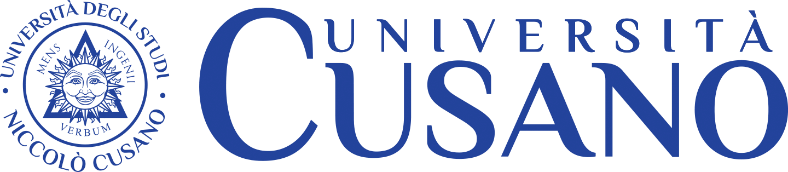 UNIVERSITÀ DEGLI STUDI
NICCOLÒ CUSANO
MENS
INGENII
VERBUM
UNIVERSITÀ
CUSANO